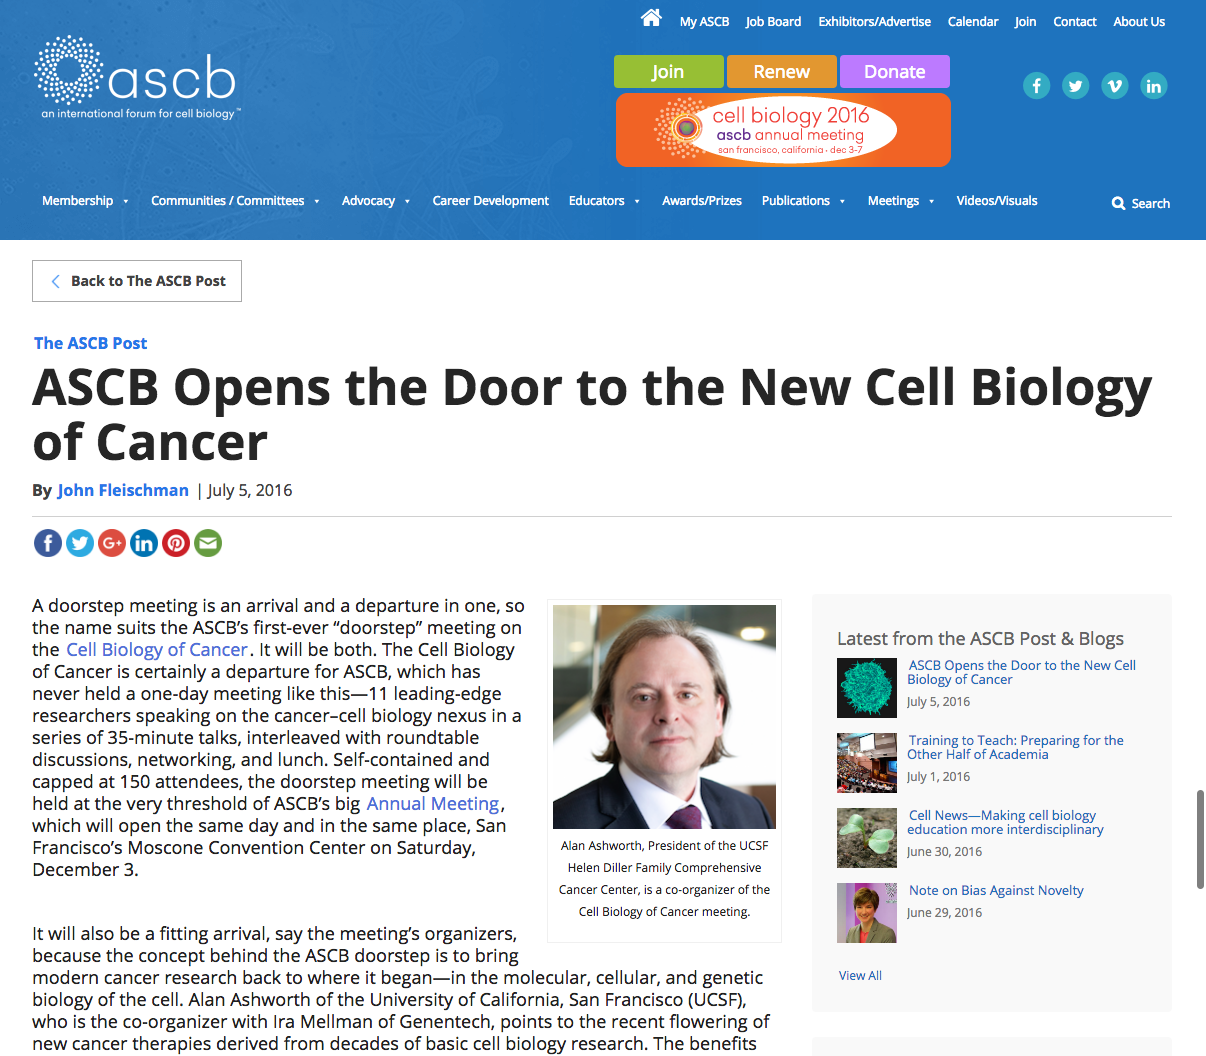 My ASCB Job Board Exhibitors/Advertise Calendar Join Contact About Us
ascb
an international forum for cell biology™
Join Renew Donate
cell biology 2016
ascb annual meeting
san francisco, california • dec 3-7
Membership Communities / Committees Advocacy Career Development Educators Awards/Prizes Publications Meetings Videos/Visuals Search
Back to The ASCB Post
The ASCB Post
ASCB Opens the Door to the New Cell Biology
of Cancer
By John Fleischman | July 5, 2016
A doorstep meeting is an arrival and a departure in one, so
the name suits the ASCB’s first-ever “doorstep” meeting on
the Cell Biology of Cancer. It will be both. The Cell Biology
of Cancer is certainly a departure for ASCB, which has
never held a one-day meeting like this—11 leading-edge
researchers speaking on the cancer–cell biology nexus in a
series of 35-minute talks, interleaved with roundtable
discussions, networking, and lunch. Self-contained and
capped at 150 attendees, the doorstep meeting will be
held at the very threshold of ASCB’s big Annual Meeting,
which will open the same day and in the same place, San
Francisco’s Moscone Convention Center on Saturday,
December 3.
Alan Ashworth, President of the UCSF
Helen Diller Family Comprehensive
Cancer Center, is a co-organizer of the
Cell Biology of Cancer meeting.
It will also be a fitting arrival, say the meeting’s organizers,
because the concept behind the ASCB doorstep is to bring
modern cancer research back to where it began—in the molecular, cellular, and genetic
biology of the cell. Alan Ashworth of the University of California, San Francisco (UCSF),
who is the co-organizer with Ira Mellman of Genentech, points to the recent flowering of
new cancer therapies derived from decades of basic cell biology research. The benefits
Latest from the ASCB Post & Blogs
ASCB Opens the Door to the New Cell
Biology of Cancer
July 5, 2016
Training to Teach: Preparing for the
Other Half of Academia
July 1, 2016
Cell News—Making cell biology
education more interdisciplinary
June 30, 2016
Note on Bias Against Novelty
June 29, 2016
View All